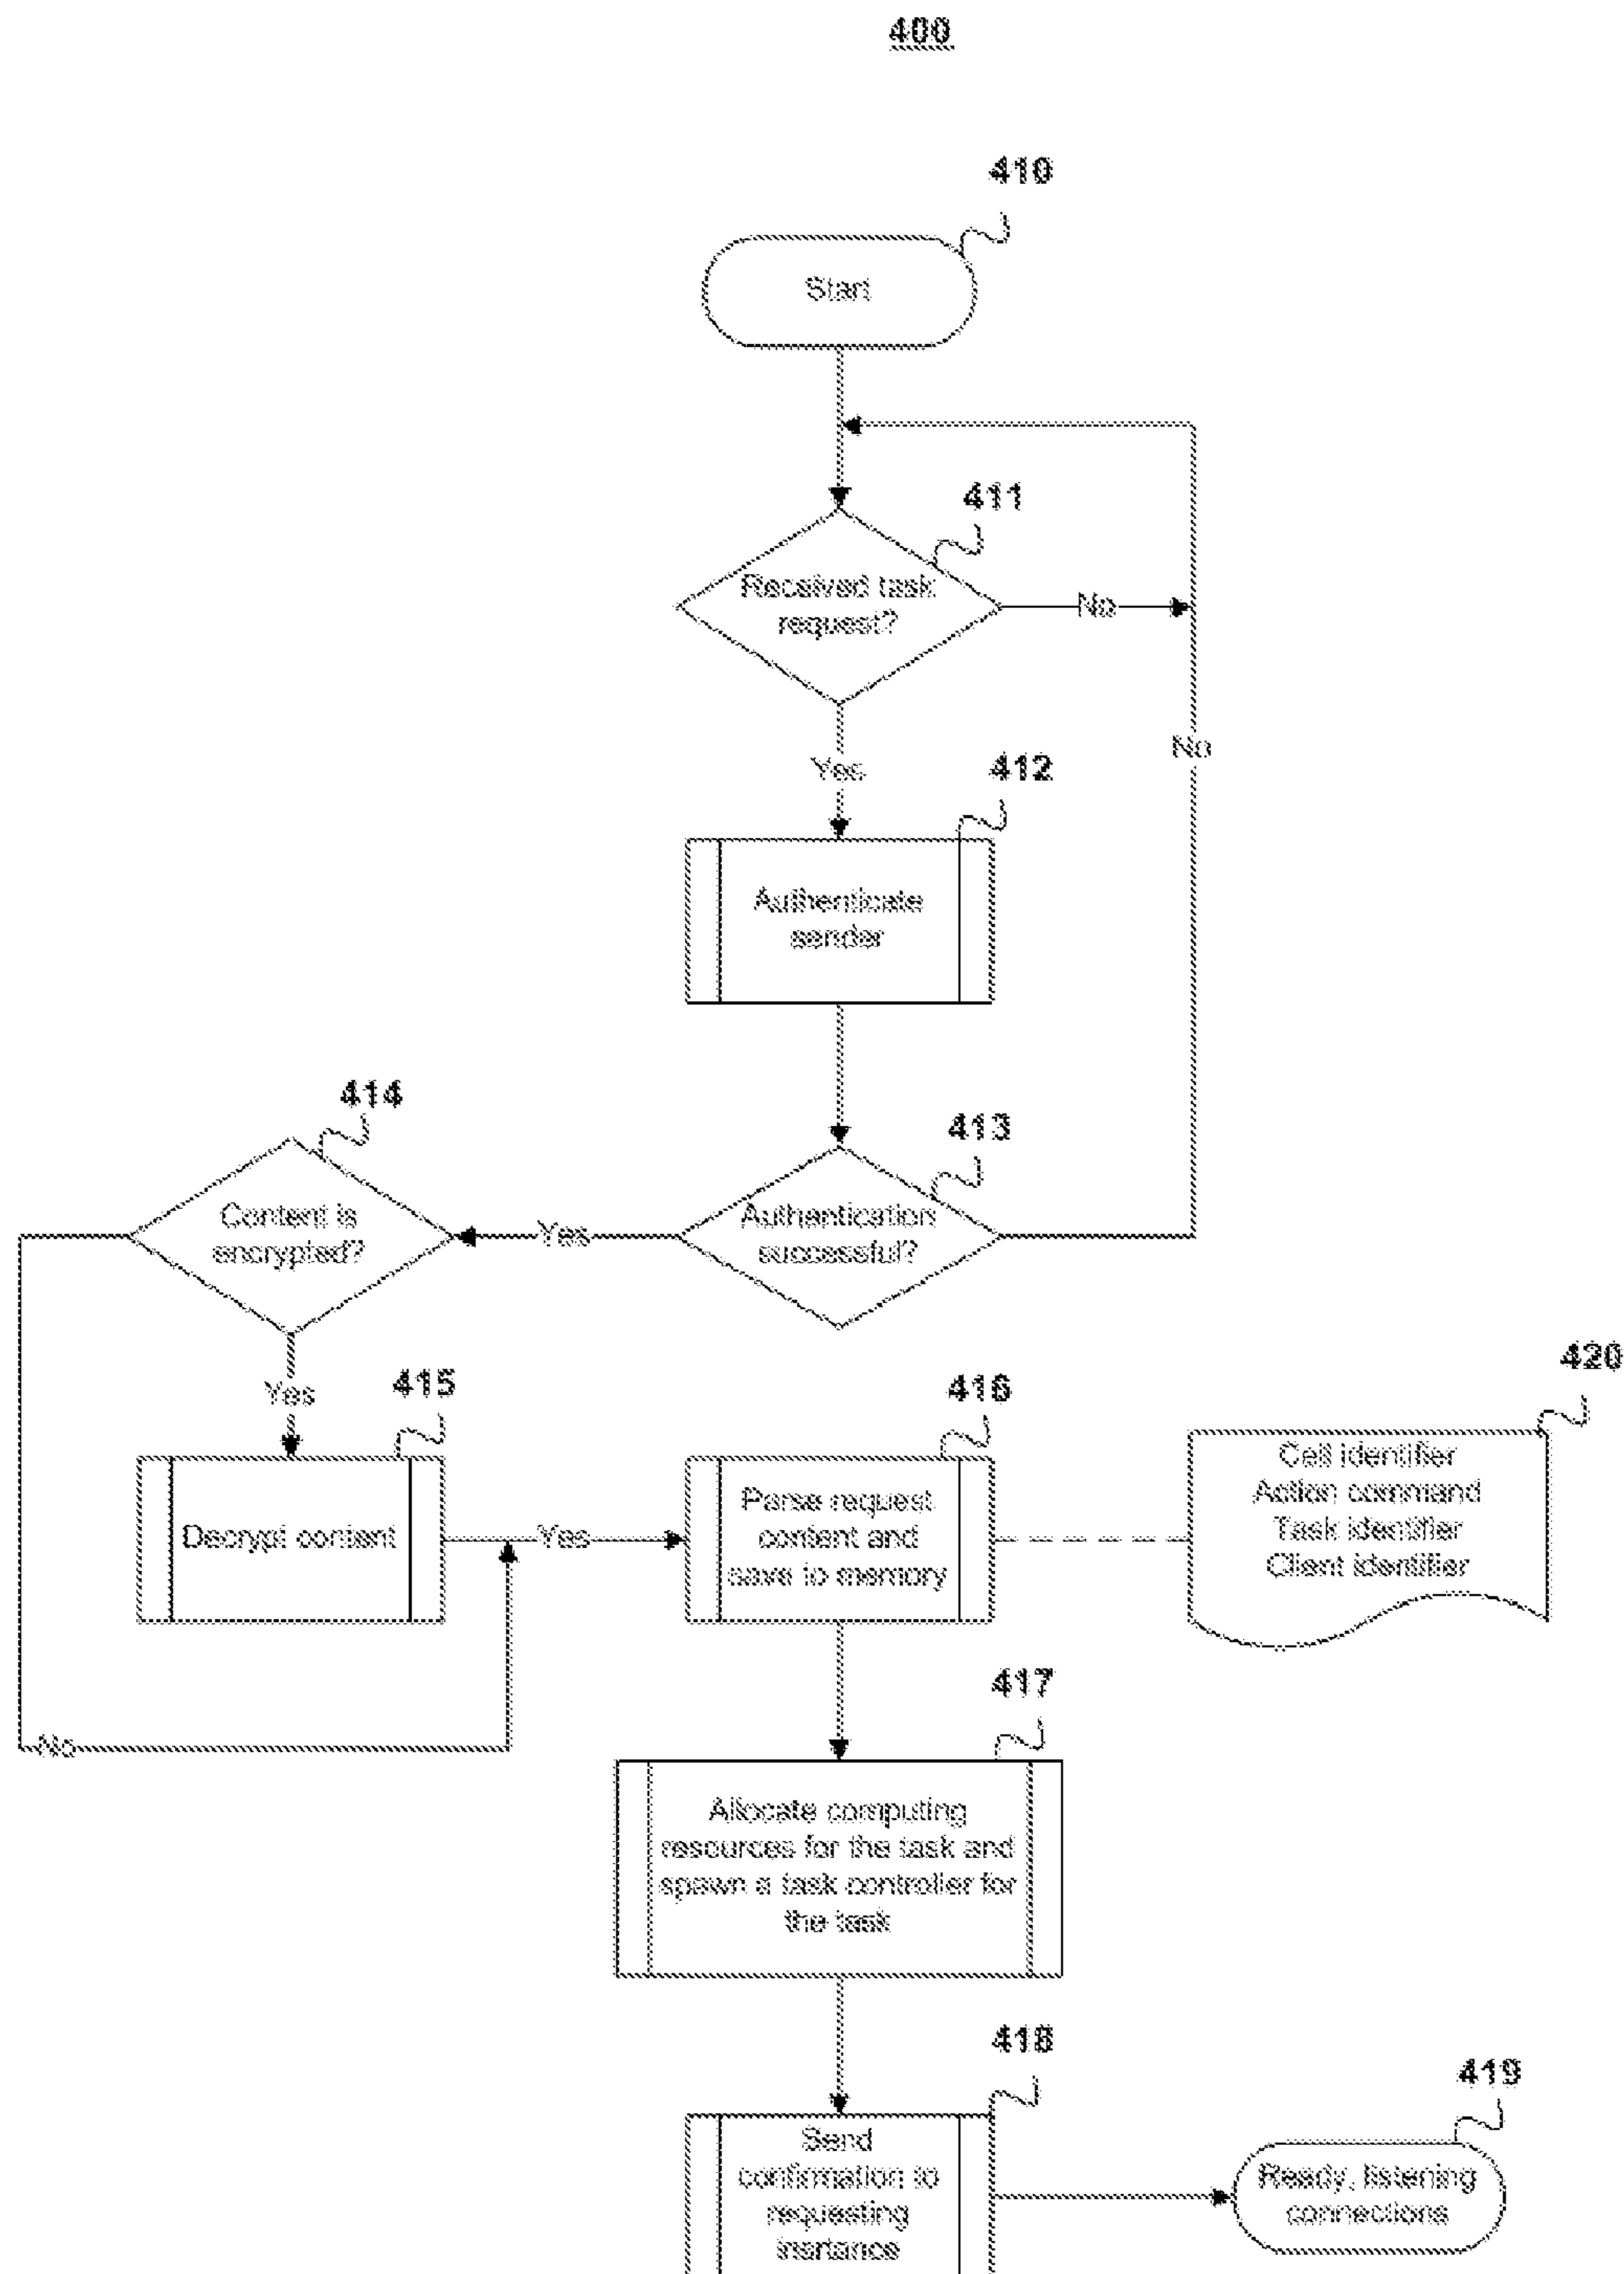 400
410
Start
411
Received task
request?
No
No
Yes
412
Authenticate
sender
414
413
Content is
encrypted?
Yes
Authentication
successful?
420
Yes
415
416
Cell identifier
Action command
Task identifier
Client identifier
Decrypt content
Yes
Parse request
content and
save to memory
417
No
Allocate computing
resources for the task and
spawn a task controller for
the task
418
419
Send
confirmation to
requesting
instance
Ready, listening
connections